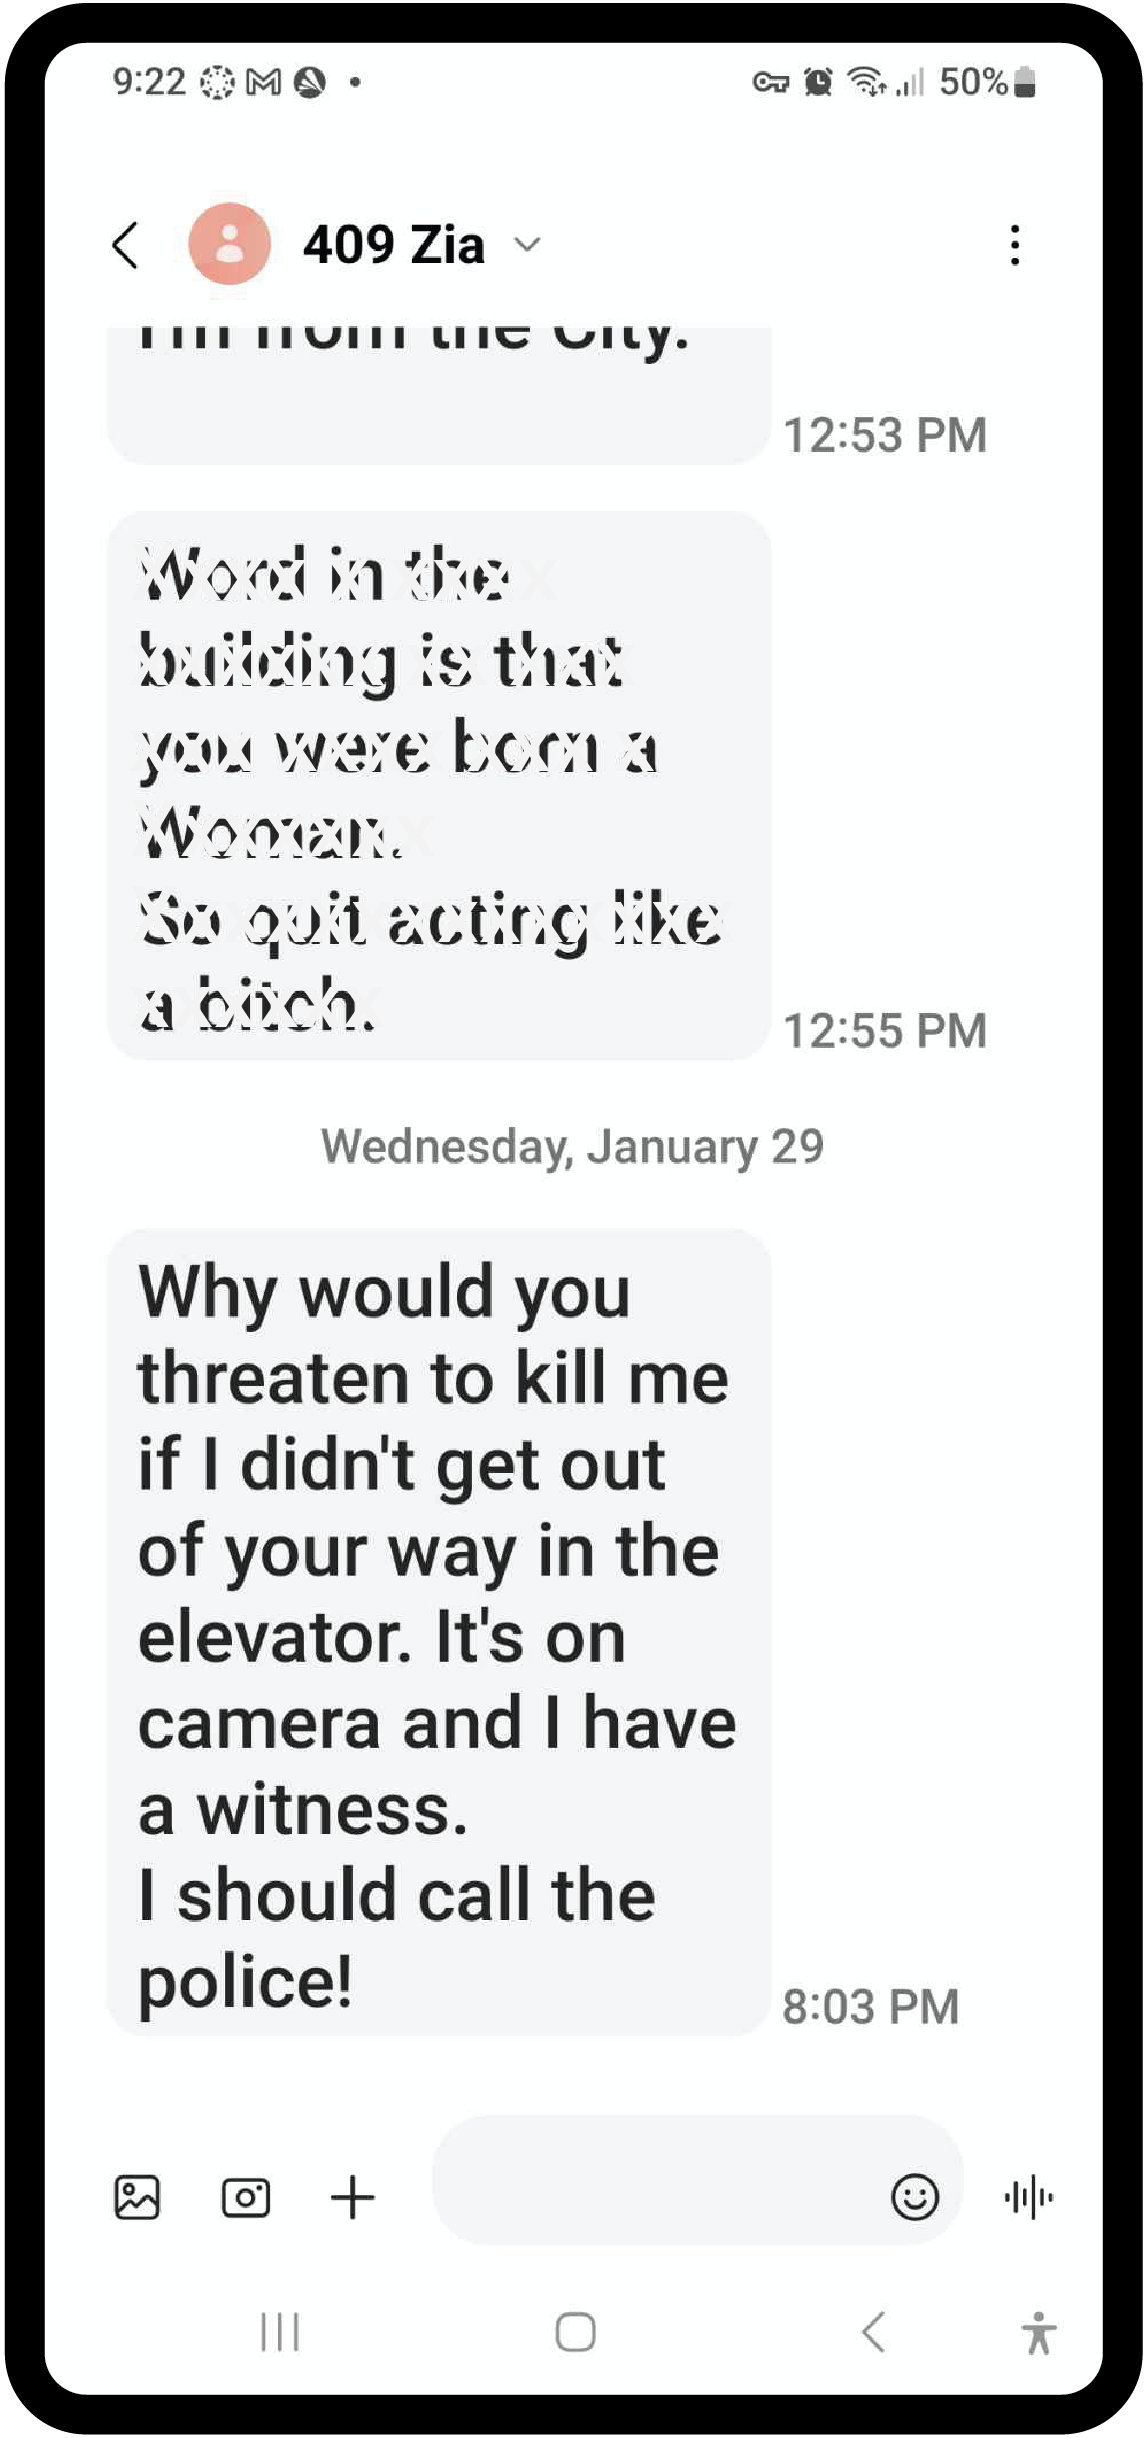 9:22
50%
409 Zia
I'm from the City.
12:53 PM
Word in the
building is that
you were born a
Woman.
So quit acting like
a bitch.
12:55 PM
Wednesday, January 29
Why would you
threaten to kill me
if I didn't get out
of your way in the
elevator. It's on
camera and I have
a witness.
I should call the
police!
8:03 PM